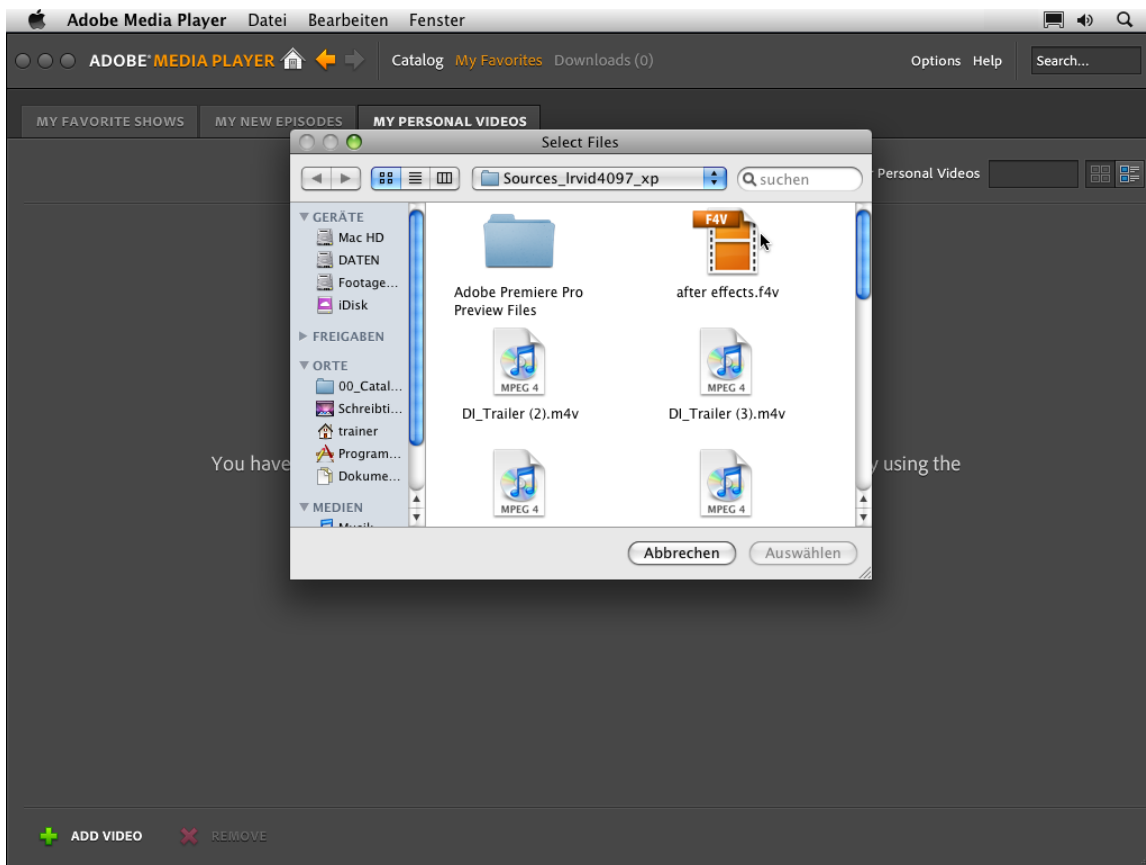 Adobe Media Player Datei Bearbeiten Fenster
ADOBE® MEDIA PLAYER Catalog My Favorites Downloads (0) Options Help Search...
MY FAVORITE SHOWS MY NEW EPISODES MY PERSONAL VIDEOS
Select Files
Sources_lrvid4097_xp suchen
Personal Videos
GERÄTE
Mac HD
DATEN
Footage...
iDisk
FREIGABEN
ORTE
00_Catal...
Schreibti...
trainer
Program...
Dokume...
MEDIEN
F4V
Adobe Premiere Pro
Preview Files
after effects.f4v
MPEG 4
MPEG 4
DI_Trailer (2).m4v
DI_Trailer (3).m4v
MPEG 4
MPEG 4
You have
using the
Abbrechen Auswählen
ADD VIDEO REMOVE